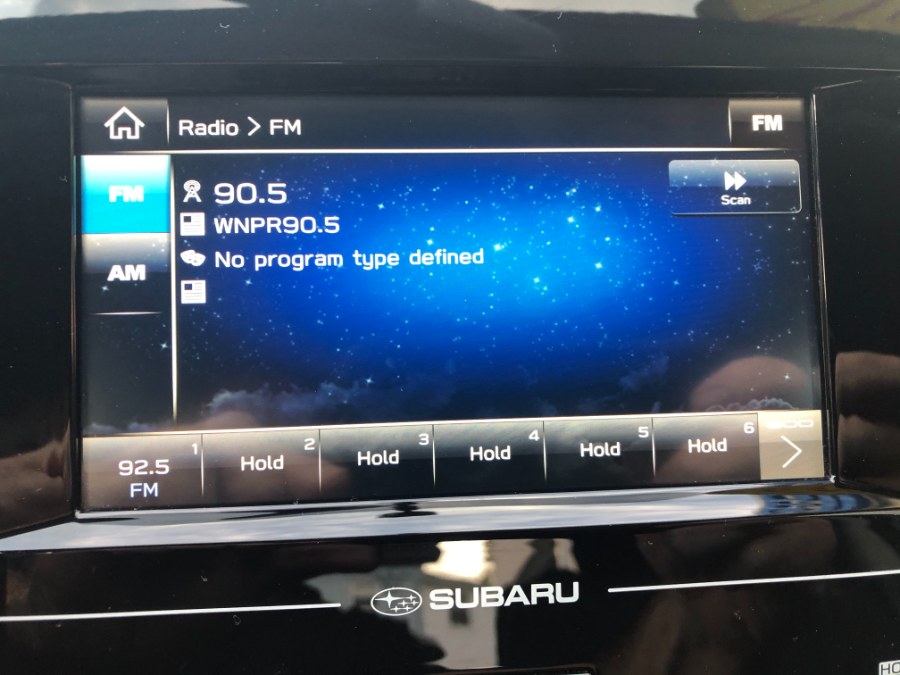 Radio > FM
FM
FM
90.5
Scan
WNPR90.5
AM
No program type defined
1
92.5
FM
2
Hold
3
Hold
4
Hold
5
Hold
6
Hold
SUBARU